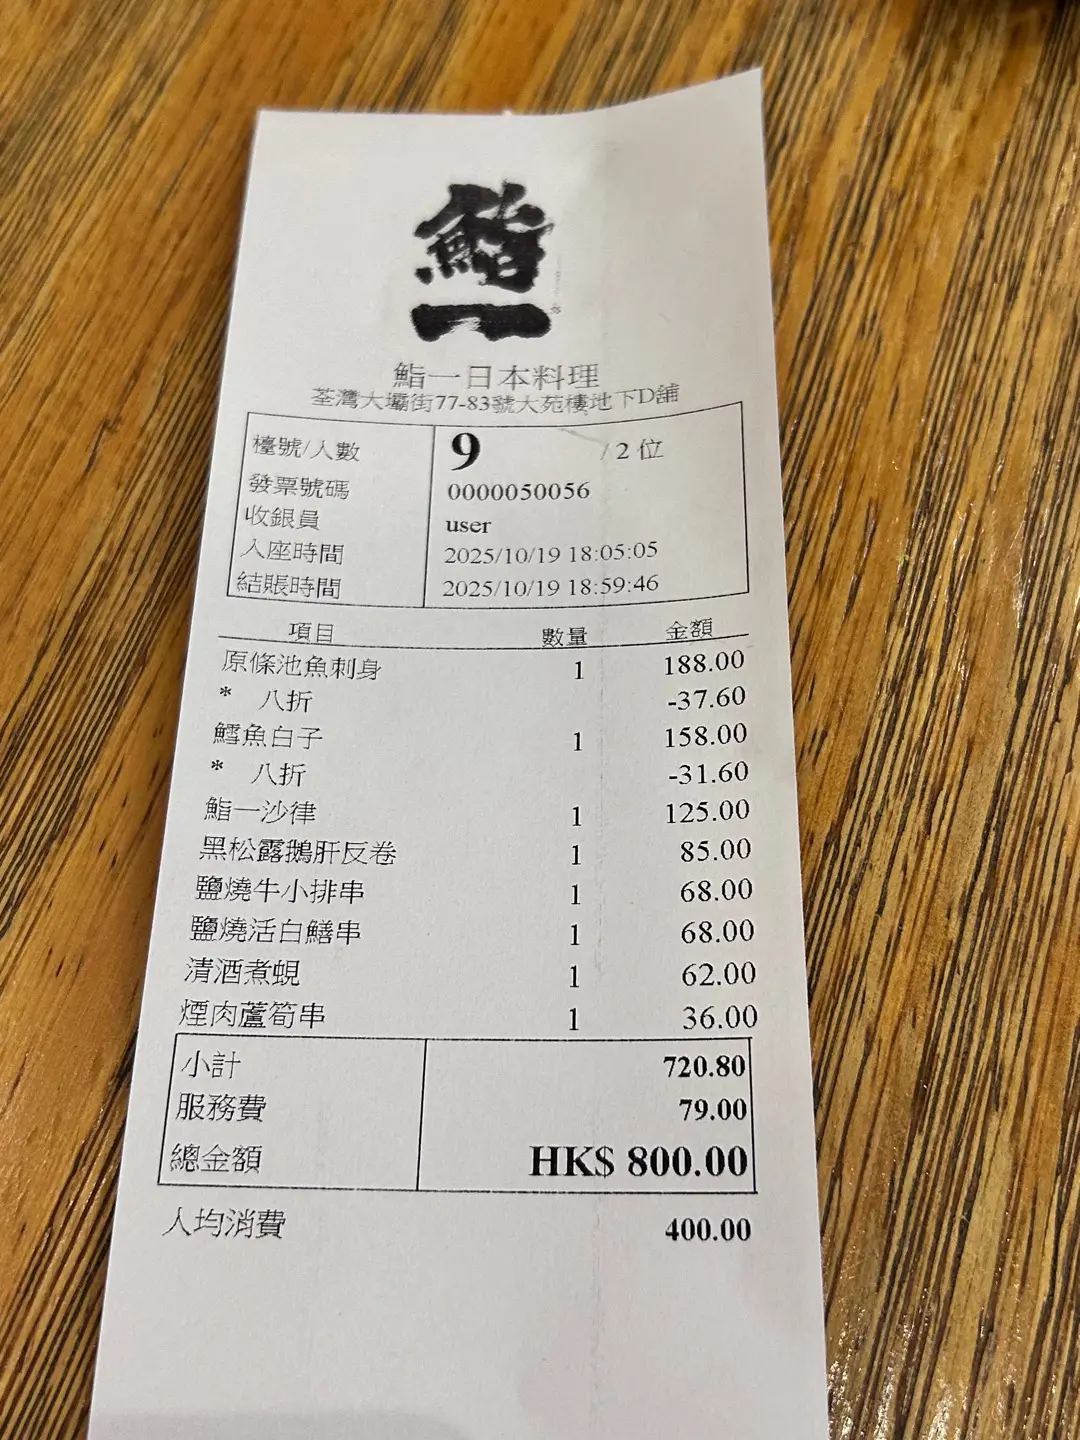 鮨
一
鮨一日本料理
荃灣大壩街77-83號大苑樓地下D舖
檯號/人數 9 / 2 位
發票號碼 0000050056
收銀員 user
入座時間 2025/10/19 18:05:05
結賬時間 2025/10/19 18:59:46
項目 數量 金額
原條池魚刺身 1 188.00
* 八折 -37.60
鱈魚白子 1 158.00
* 八折 -31.60
鮨一沙律 1 125.00
黑松露鵝肝反卷 1 85.00
鹽燒牛小排串 1 68.00
鹽燒活白鱔串 1 68.00
清酒煮蜆 1 62.00
煙肉蘆筍串 1 36.00
小計 720.80
服務費 79.00
總金額 HK$ 800.00
人均消費 400.00